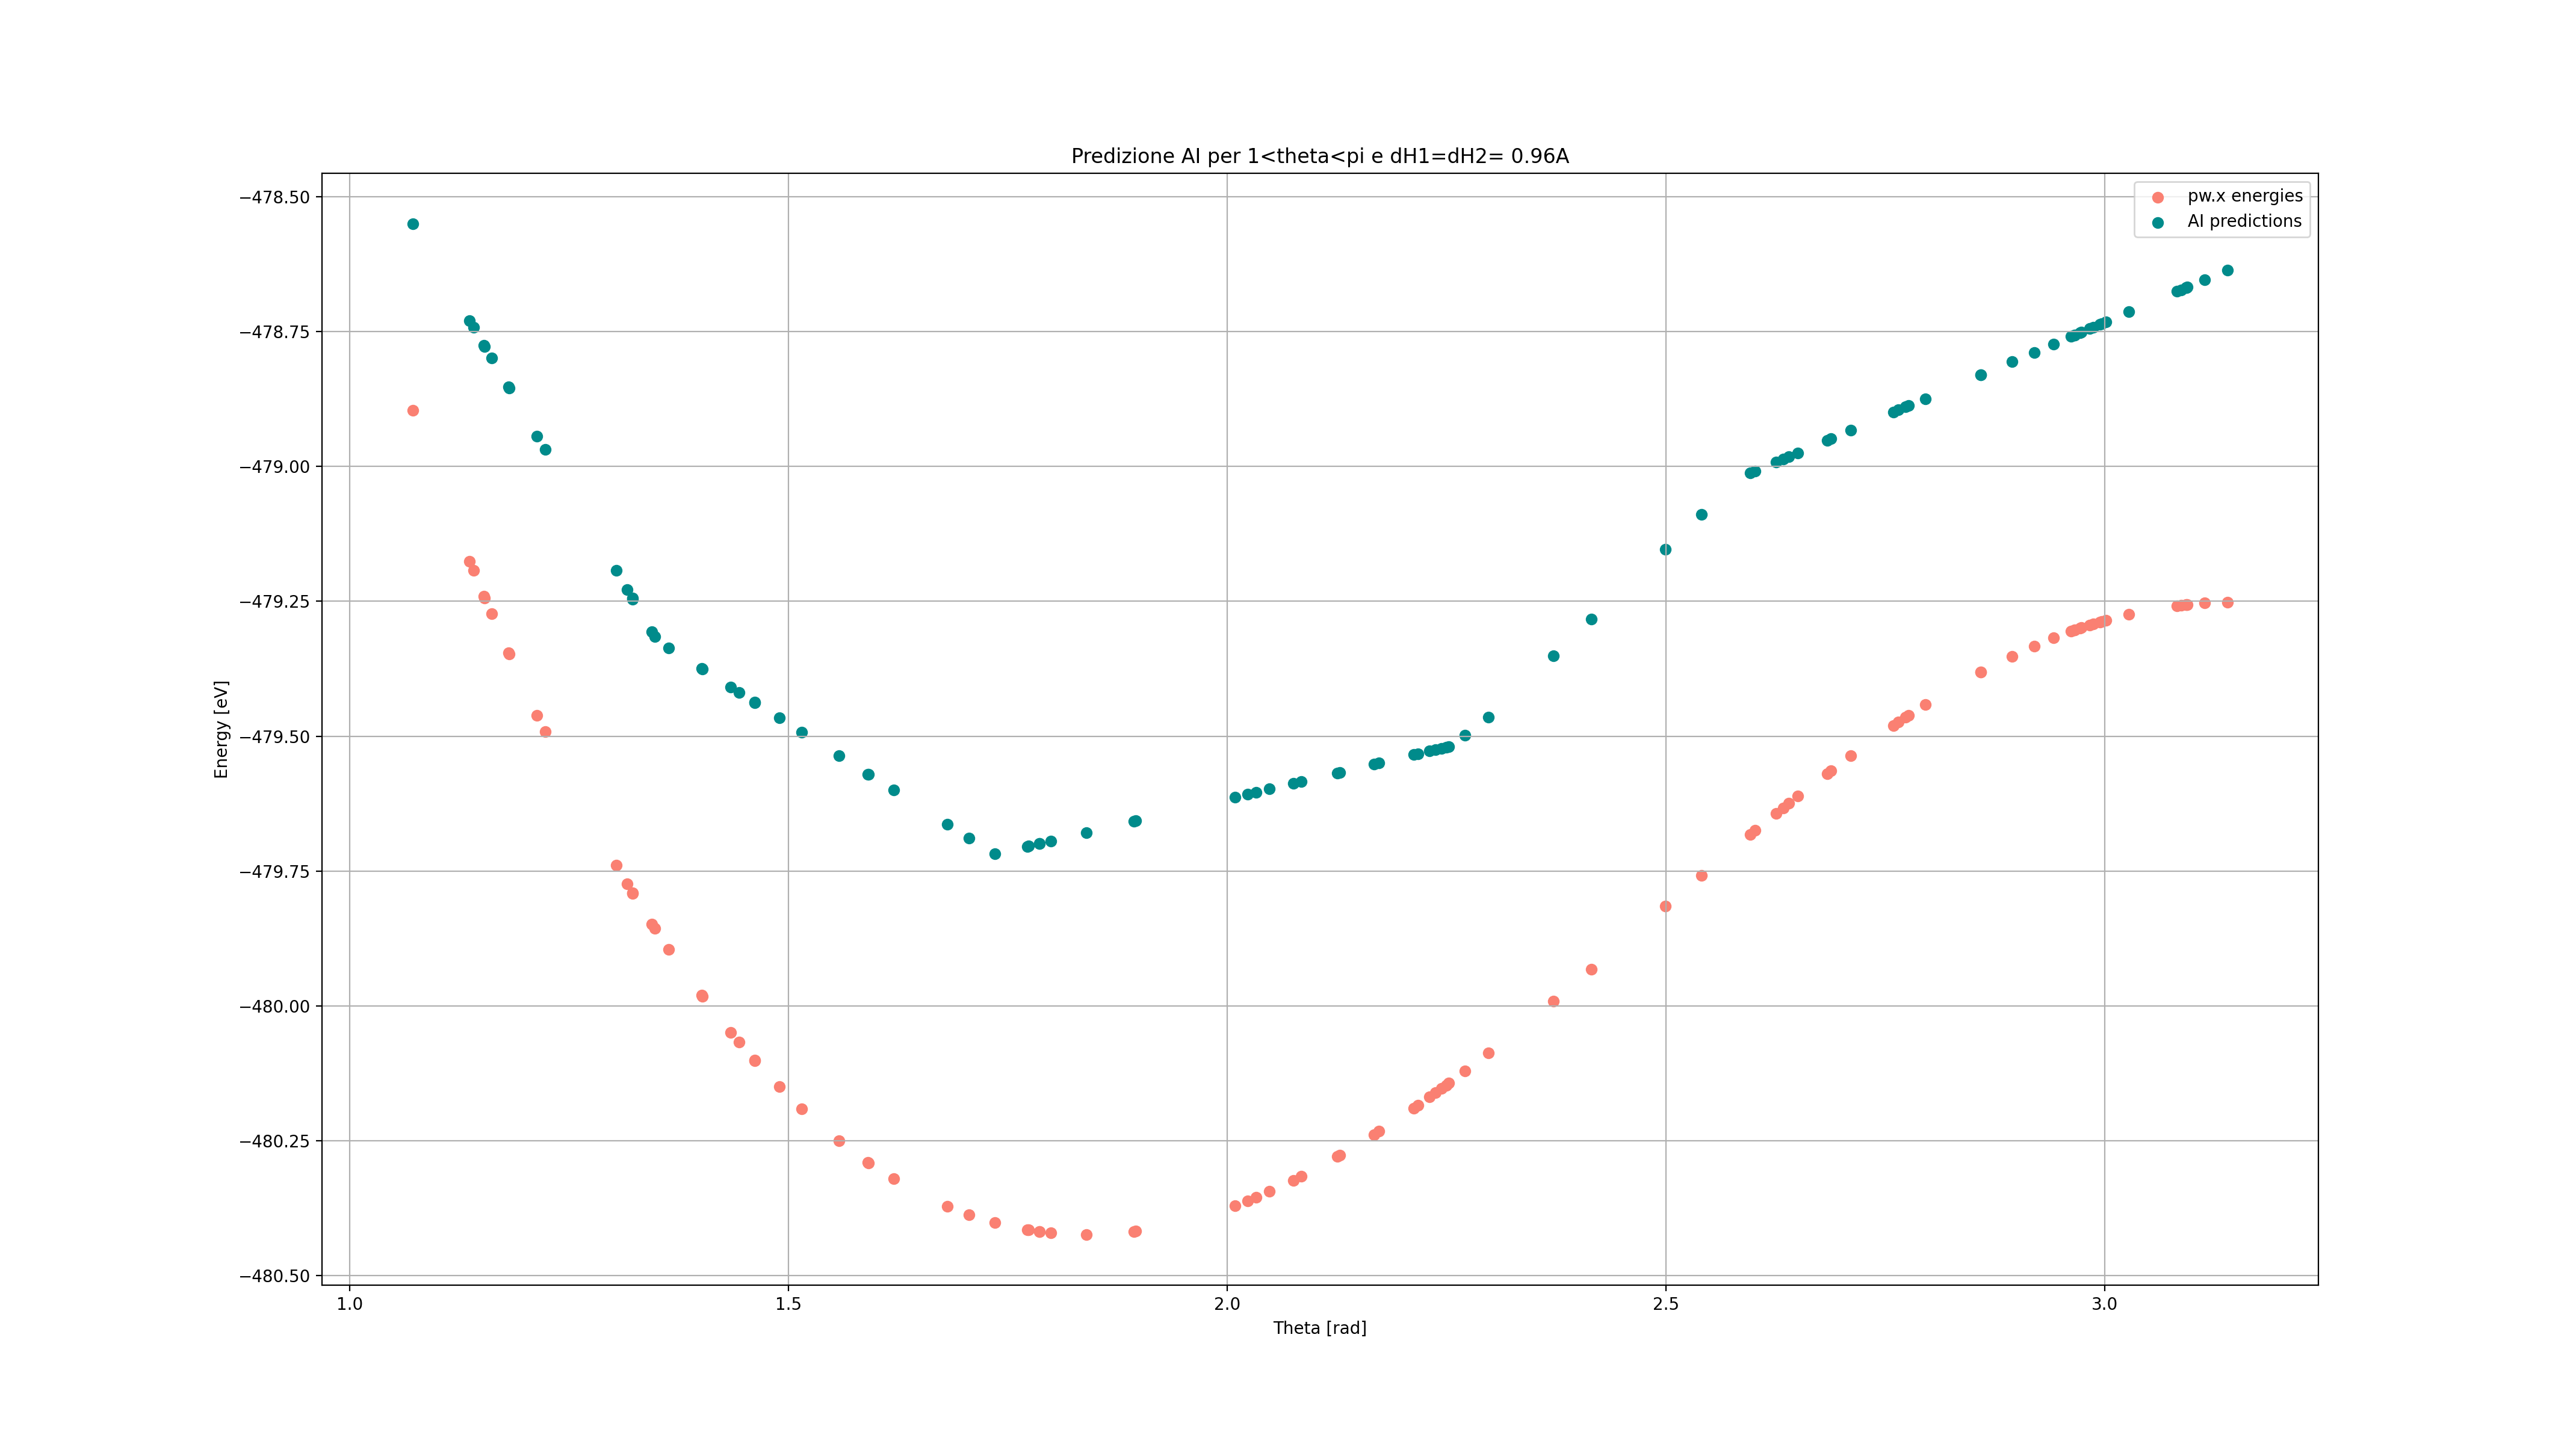 Predizione AI per 1<theta<pi e dH1=dH2= 0.96A
pw.x energies
AI predictions
−478.50
−478.75
−479.00
−479.25
−479.50
−479.75
−480.00
−480.25
−480.50
Energy [eV]
1.0
1.5
2.0
2.5
3.0
Theta [rad]